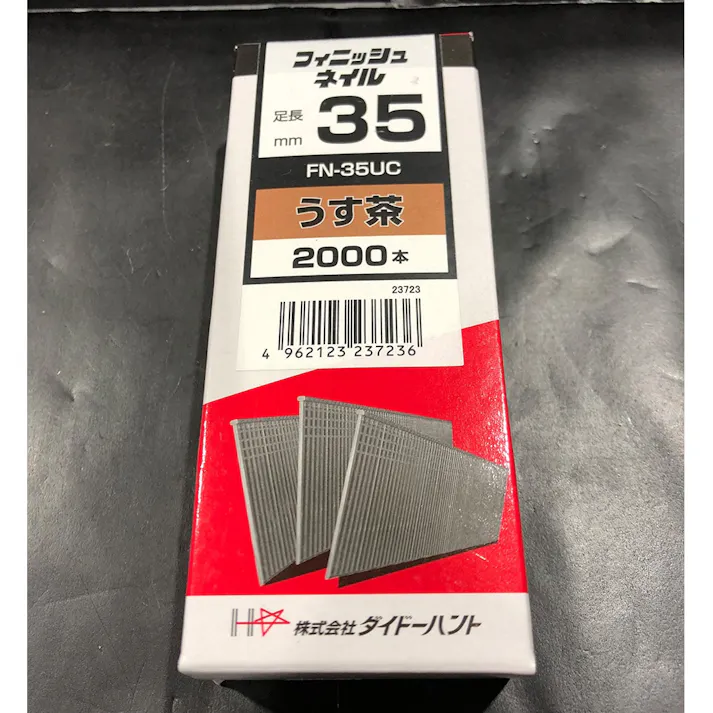 フィニッシュ
ネイル
足長
mm
35
FN-35UC
うす茶
2000本
23723
4 962123 237236
株式会社 ダイドーハント